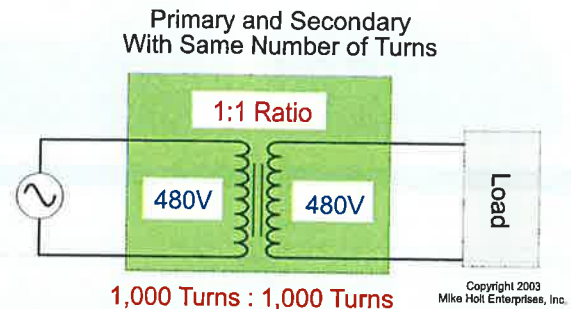 Primary and Secondary
With Same Number of Turns
1:1 Ratio
480V
480V
Load
1,000 Turns : 1,000 Turns
Copyright 2003
Mike Holt Enterprises, Inc.